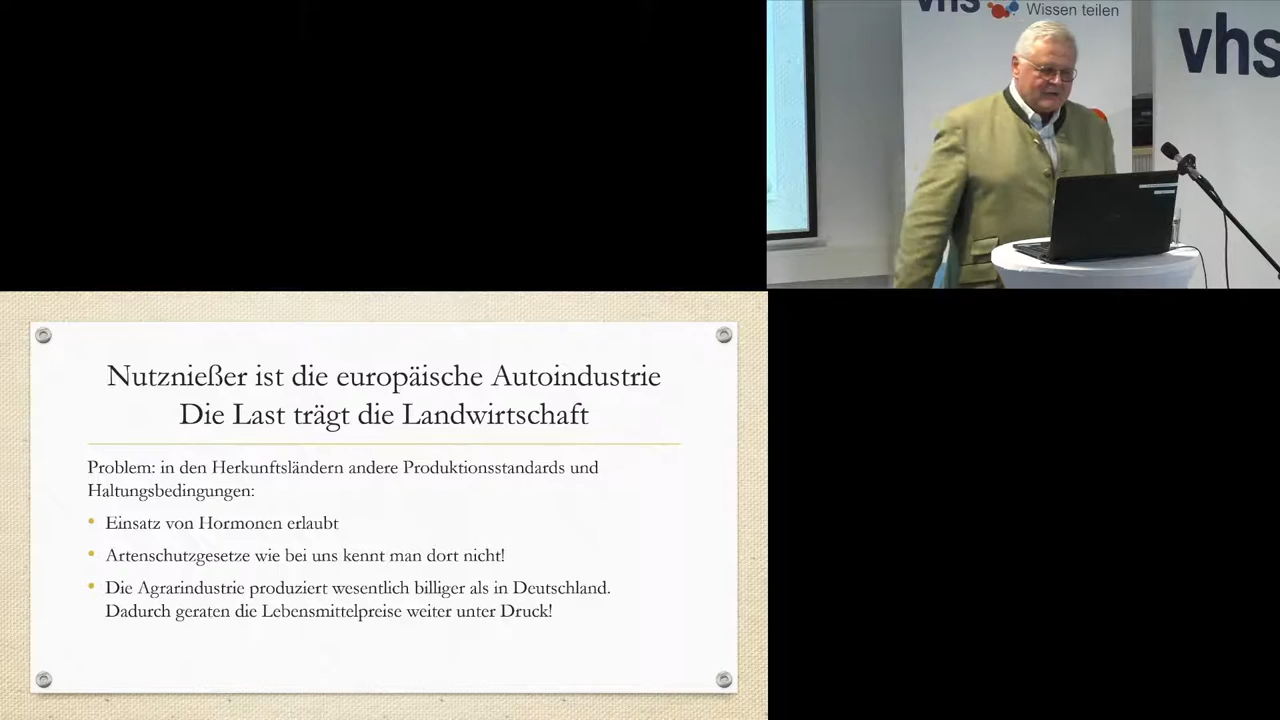 vhs Wissen teilen
vhs
Nutznießer ist die europäische Autoindustrie
Die Last trägt die Landwirtschaft
Problem: in den Herkunftsländern andere Produktionsstandards und
Haltungsbedingungen:
• Einsatz von Hormonen erlaubt
• Artenschutzgesetze wie bei uns kennt man dort nicht!
• Die Agrarindustrie produziert wesentlich billiger als in Deutschland.
Dadurch geraten die Lebensmittelpreise weiter unter Druck!